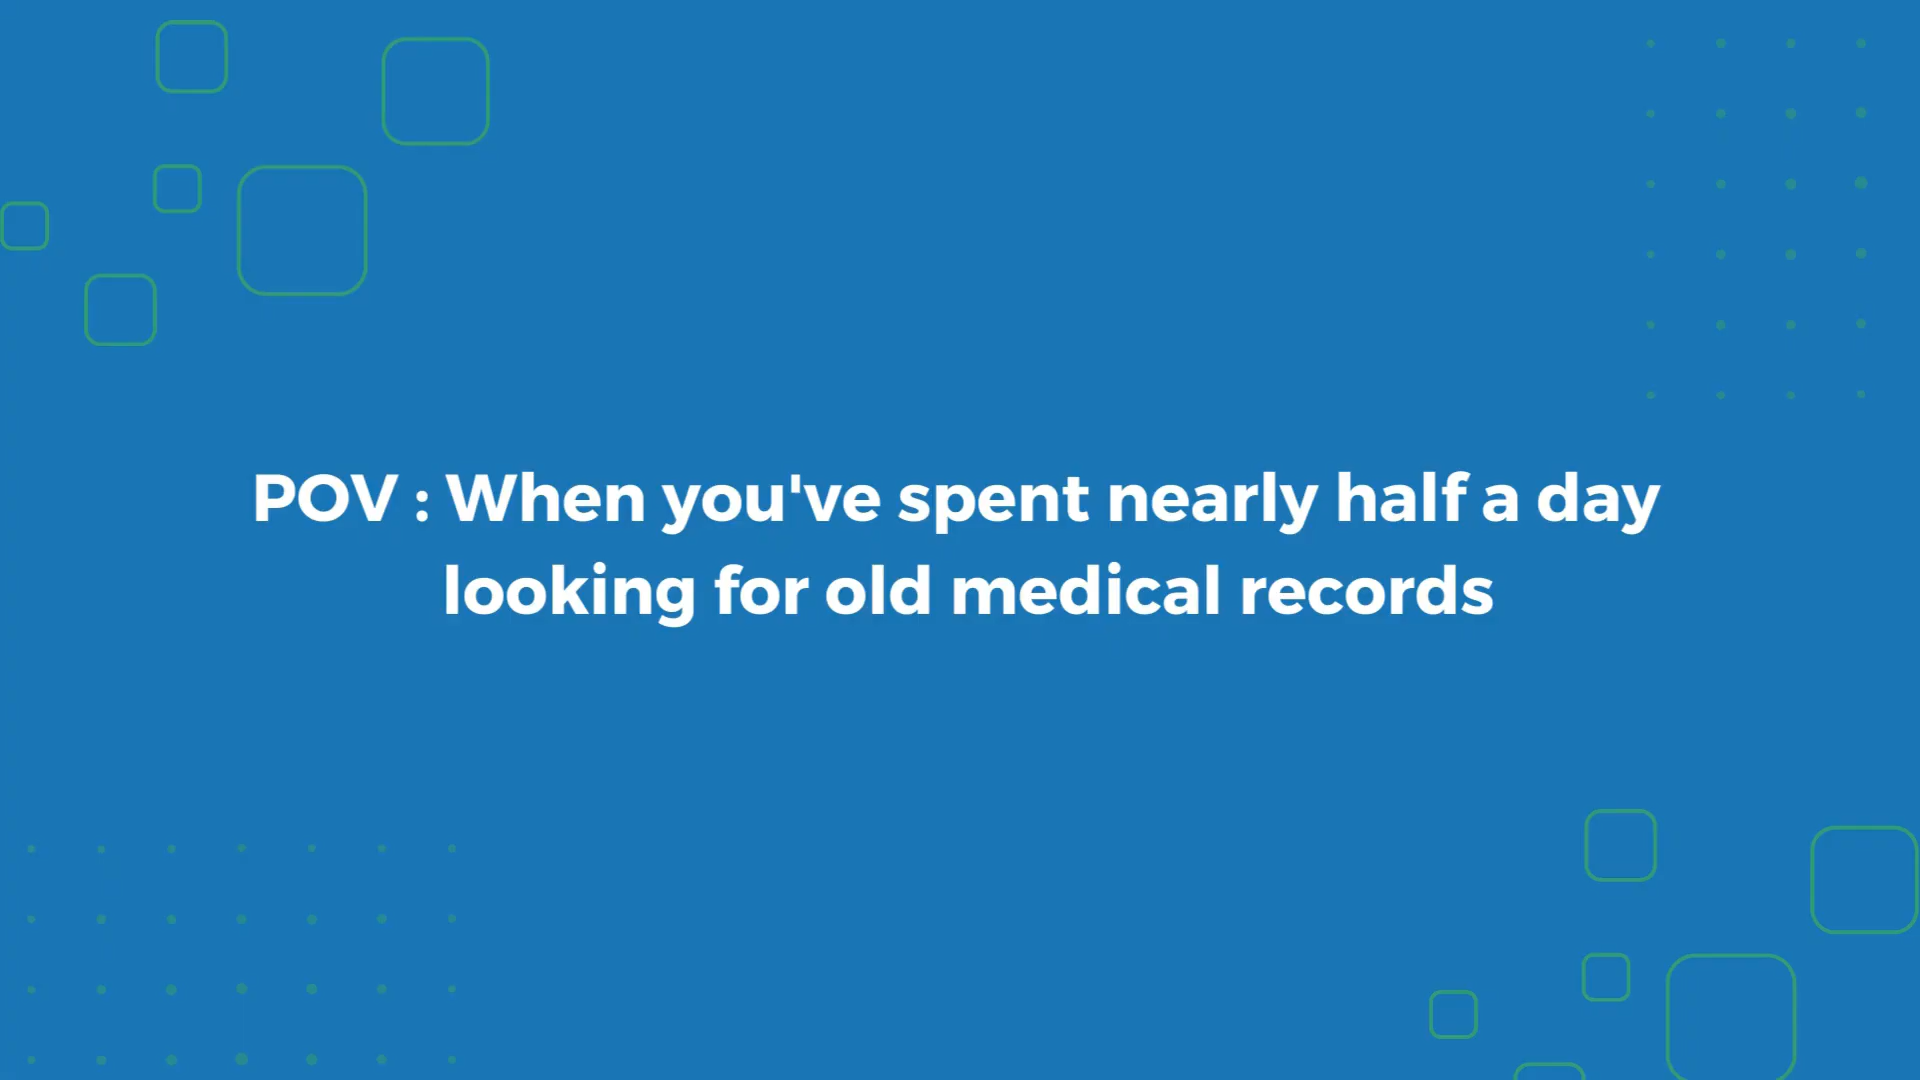 POV : When you've spent nearly half a day
looking for old medical records